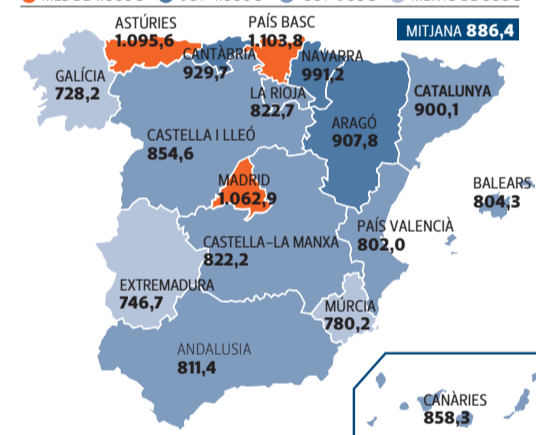 ASTÚRIES
1.095,6
PAÍS BASC
1.103,8
MITJANA 886,4
CANTÀBRIA
929,7
NAVARRA
991,2
GALÍCIA
728,2
LA RIOJA
822,7
CATALUNYA
900,1
ARAGÓ
907,8
CASTELLA I LLEÓ
854,6
MADRID
1.062,9
BALEARS
804,3
PAÍS VALENCIÀ
802,0
CASTELLA-LA MANXA
822,2
EXTREMADURA
746,7
MÚRCIA
780,2
ANDALUSIA
811,4
CANÀRIES
858,3